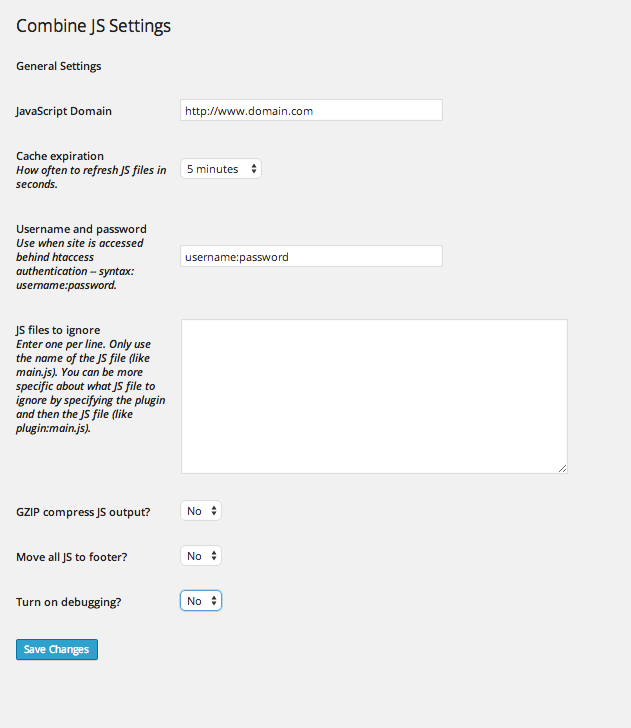 Combine JS Settings
General Settings
JavaScript Domain
http://www.domain.com
Cache expiration
How often to refresh JS files in
seconds.
5 minutes
Username and password
Use when site is accessed
behind htaccess
authentication -- syntax:
username:password.
username:password
JS files to ignore
Enter one per line. Only use
the name of the JS file (like
main.js). You can be more
specific about what JS file to
ignore by specifying the plugin
and then the JS file (like
plugin:main.js).
GZIP compress JS output?
No
Move all JS to footer?
No
Turn on debugging?
No
Save Changes